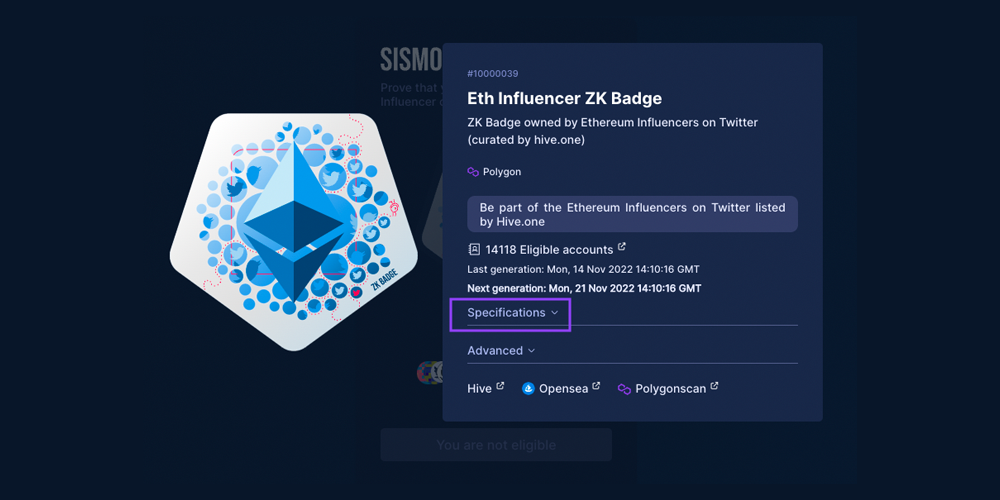 SISMO
Prove that y
Influencer o
#10000039
Eth Influencer ZK Badge
ZK Badge owned by Ethereum Influencers on Twitter
(curated by hive.one)
Polygon
Be part of the Ethereum Influencers on Twitter listed
by Hive.one
14118 Eligible accounts
Last generation: Mon, 14 Nov 2022 14:10:16 GMT
Next generation: Mon, 21 Nov 2022 14:10:16 GMT
Specifications
Advanced
Hive Opensea Polygonscan
ZK BADGE
You are not eligible